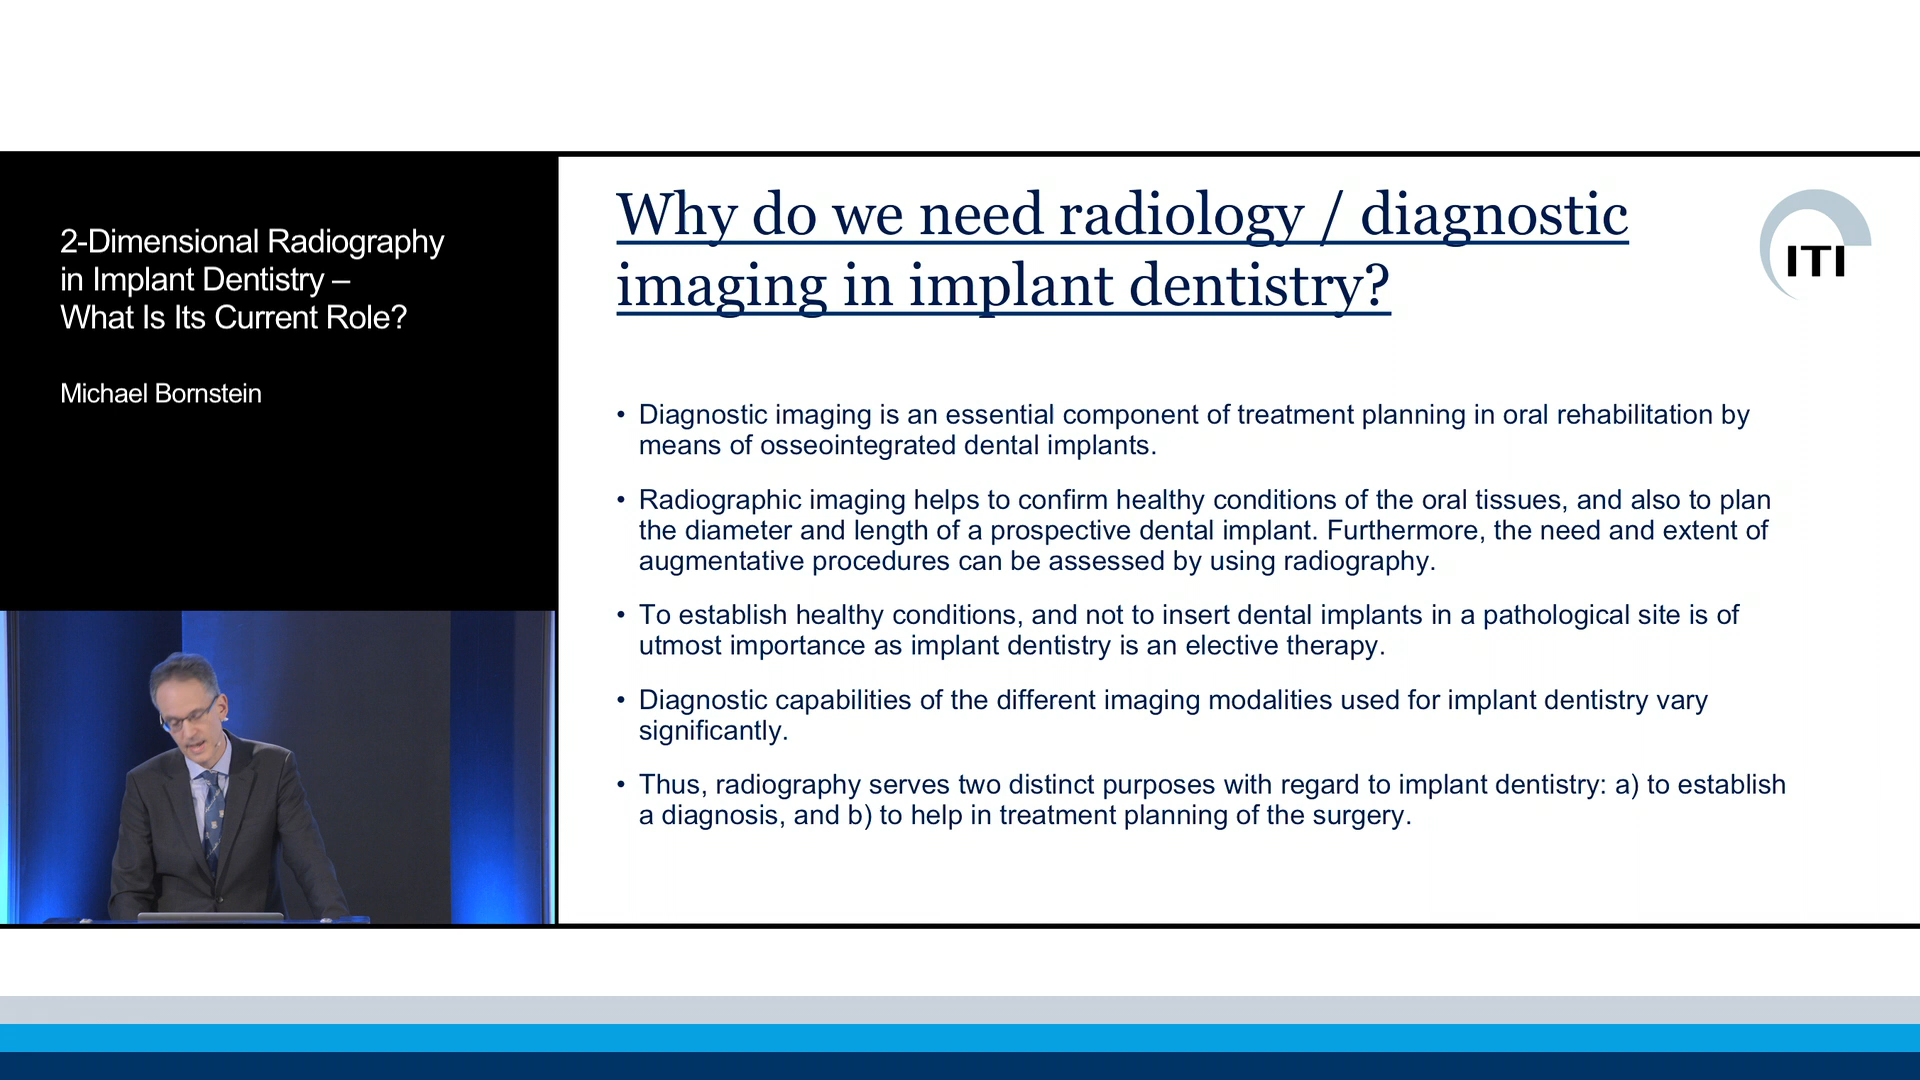 2-Dimensional Radiography
in Implant Dentistry –
What Is Its Current Role?
Michael Bornstein
Why do we need radiology / diagnostic
imaging in implant dentistry?
ITI
• Diagnostic imaging is an essential component of treatment planning in oral rehabilitation by
means of osseointegrated dental implants.
• Radiographic imaging helps to confirm healthy conditions of the oral tissues, and also to plan
the diameter and length of a prospective dental implant. Furthermore, the need and extent of
augmentative procedures can be assessed by using radiography.
• To establish healthy conditions, and not to insert dental implants in a pathological site is of
utmost importance as implant dentistry is an elective therapy.
• Diagnostic capabilities of the different imaging modalities used for implant dentistry vary
significantly.
• Thus, radiography serves two distinct purposes with regard to implant dentistry: a) to establish
a diagnosis, and b) to help in treatment planning of the surgery.